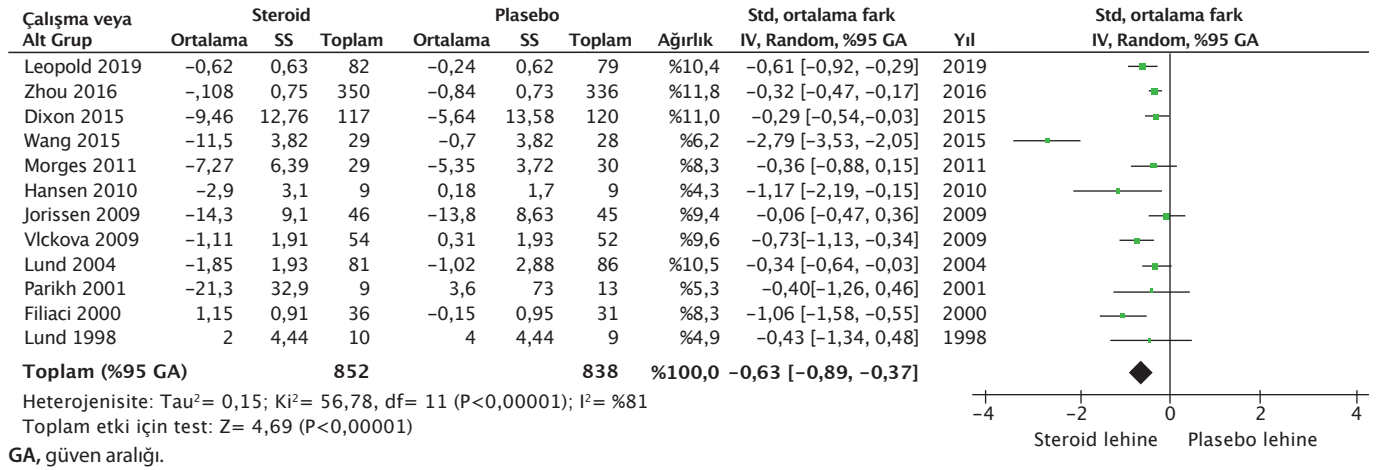 Çalışma veya Steroid Plasebo Std, ortalama fark Std, ortalama fark
Alt Grup Ortalama SS Toplam Ortalama SS Toplam Ağırlık IV, Random, %95 GA Yıl IV, Random, %95 GA
Leopold 2019 −0,62 0,63 82 −0,24 0,62 79 %10,4 −0,61 [−0,92, −0,29] 2019
Zhou 2016 −,108 0,75 350 −0,84 0,73 336 %11,8 −0,32 [−0,47, −0,17] 2016
Dixon 2015 −9,46 12,76 117 −5,64 13,58 120 %11,0 −0,29 [−0,54,−0,03] 2015
Wang 2015 −11,5 3,82 29 −0,7 3,82 28 %6,2 −2,79 [−3,53, −2,05] 2015
Morges 2011 −7,27 6,39 29 −5,35 3,72 30 %8,3 −0,36 [−0,88, 0,15] 2011
Hansen 2010 −2,9 3,1 9 0,18 1,7 9 %4,3 −1,17 [−2,19, −0,15] 2010
Jorissen 2009 −14,3 9,1 46 −13,8 8,63 45 %9,4 −0,06 [−0,47, 0,36] 2009
Vlckova 2009 −1,11 1,91 54 0,31 1,93 52 %9,6 −0,73[−1,13, −0,34] 2009
Lund 2004 −1,85 1,93 81 −1,02 2,88 86 %10,5 −0,34 [−0,64, −0,03] 2004
Parikh 2001 −21,3 32,9 9 3,6 73 13 %5,3 −0,40[−1,26, 0,46] 2001
Filiaci 2000 1,15 0,91 36 −0,15 0,95 31 %8,3 −1,06 [−1,58, −0,55] 2000
Lund 1998 2 4,44 10 4 4,44 9 %4,9 −0,43 [−1,34, 0,48] 1998
Toplam (%95 GA) 852 838 %100,0 −0,63 [−0,89, −0,37]
Heterojenisite: Tau²= 0,15; Ki²= 56,78, df= 11 (P<0,00001); I²= %81
−4 −2 0 2 4
Toplam etki için test: Z= 4,69 (P<0,00001)
Steroid lehine Plasebo lehine
GA, güven aralığı.